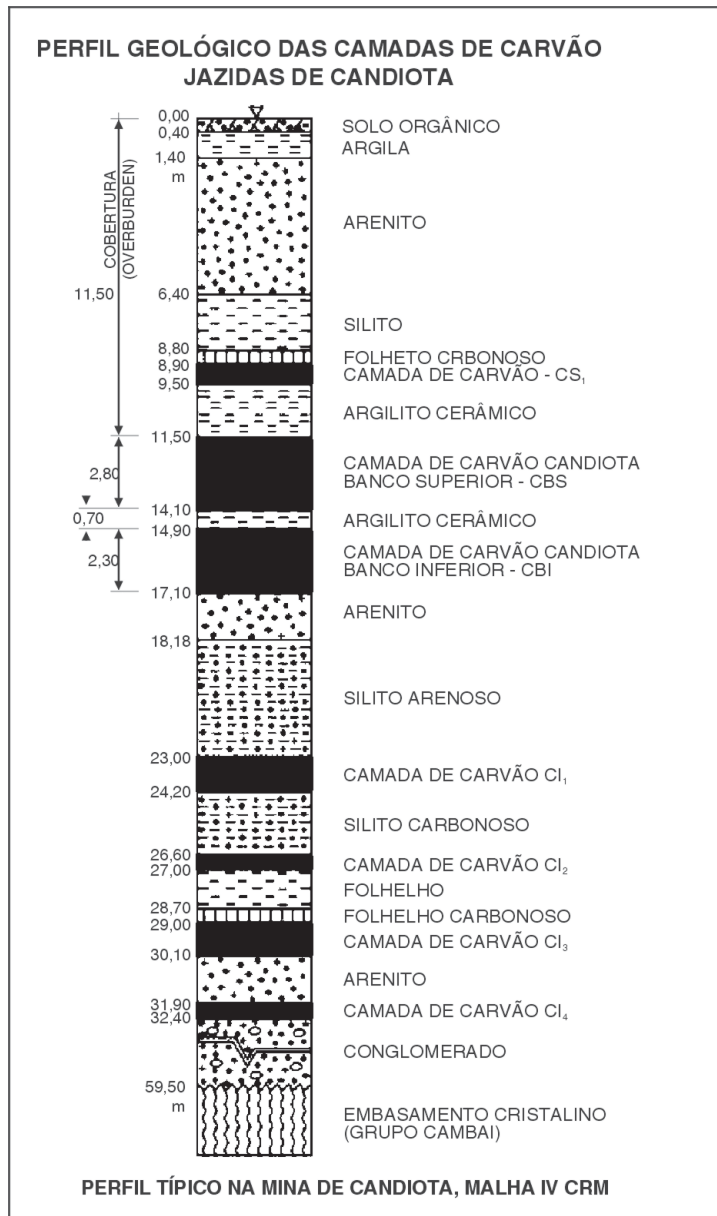 PERFIL GEOLÓGICO DAS CAMADAS DE CARVÃO
JAZIDAS DE CANDIOTA
0,00
SOLO ORGÂNICO
0,40
ARGILA
1,40
m
COBERTURA
(OVERBURDEN)
ARENITO
11,50
6,40
SILITO
8,80
FOLHETO CRBONOSO
8,90
CAMADA DE CARVÃO - CS₁
9,50
ARGILITO CERÂMICO
11,50
2,80
CAMADA DE CARVÃO CANDIOTA
BANCO SUPERIOR - CBS
14,10
0,70
ARGILITO CERÂMICO
14,90
2,30
CAMADA DE CARVÃO CANDIOTA
BANCO INFERIOR - CBI
17,10
ARENITO
18,18
SILITO ARENOSO
23,00
CAMADA DE CARVÃO CI₁
24,20
SILITO CARBONOSO
26,60
CAMADA DE CARVÃO CI₂
27,00
FOLHELHO
28,70
FOLHELHO CARBONOSO
29,00
CAMADA DE CARVÃO CI₃
30,10
ARENITO
31,90
CAMADA DE CARVÃO CI₄
32,40
CONGLOMERADO
59,50
m
EMBASAMENTO CRISTALINO
(GRUPO CAMBAI)
PERFIL TÍPICO NA MINA DE CANDIOTA, MALHA IV CRM